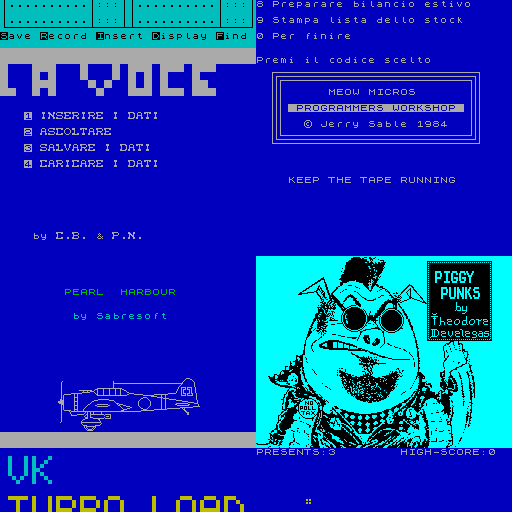 Save Record Insert Display Find
LA VOCE
1 INSERIRE I DATI
2 ASCOLTARE
3 SALVARE I DATI
4 CARICARE I DATI
by E.B. & P.N.
8 Preparare bilancio estivo
9 Stampa lista dello stock
0 Per finire
Premi il codice scelto
MEOW MICROS
PROGRAMMERS WORKSHOP
© Jerry Sable 1984
KEEP THE TAPE RUNNING
PEARL HARBOUR
by Sabresoft
VK
TURBO LOAD
PIGGY
PUNKS
by
Theodore
Develegas
NO
POLL
TAX
PRESENTS:3 HIGH-SCORE:0